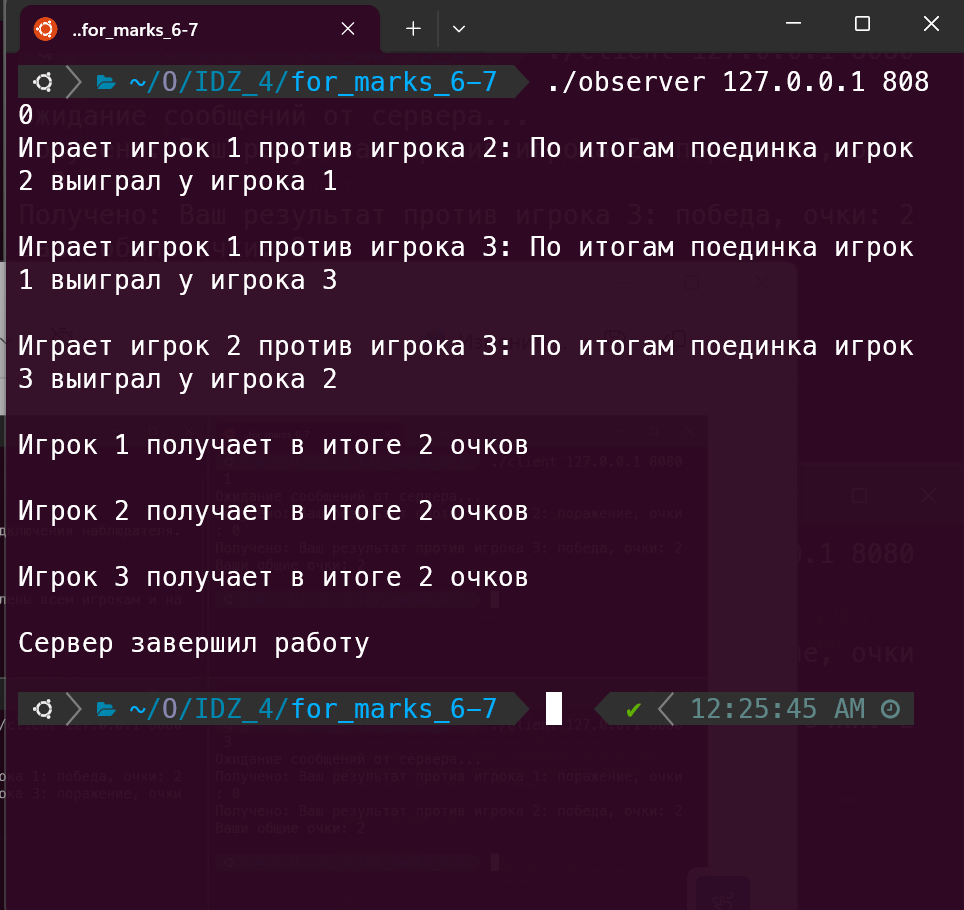 ..for_marks_6-7
~/O/IDZ_4/for_marks_6-7 ./observer 127.0.0.1 808
0
Играет игрок 1 против игрока 2: По итогам поединка игрок
2 выиграл у игрока 1
Играет игрок 1 против игрока 3: По итогам поединка игрок
1 выиграл у игрока 3
Играет игрок 2 против игрока 3: По итогам поединка игрок
3 выиграл у игрока 2
Игрок 1 получает в итоге 2 очков
Игрок 2 получает в итоге 2 очков
Игрок 3 получает в итоге 2 очков
Сервер завершил работу
~/O/IDZ_4/for_marks_6-7 ✔ 12:25:45 AM